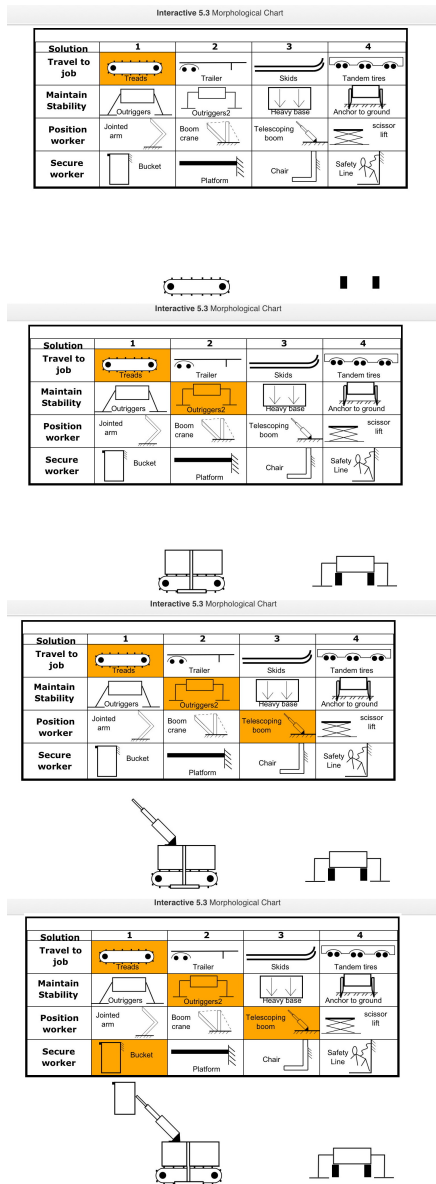 Interactive 5.3 Morphological Chart
Solution 1 2 3 4
Travel to job Treads Trailer Skids Tandem tires
Maintain Stability Outriggers Outriggers2 Heavy base Anchor to ground
Position worker Jointed arm Boom crane Telescoping boom scissor lift
Secure worker Bucket Platform Chair Safety Line
Interactive 5.3 Morphological Chart
Solution 1 2 3 4
Travel to job Treads Trailer Skids Tandem tires
Maintain Stability Outriggers Outriggers2 Heavy base Anchor to ground
Position worker Jointed arm Boom crane Telescoping boom scissor lift
Secure worker Bucket Platform Chair Safety Line
Interactive 5.3 Morphological Chart
Solution 1 2 3 4
Travel to job Treads Trailer Skids Tandem tires
Maintain Stability Outriggers Outriggers2 Heavy base Anchor to ground
Position worker Jointed arm Boom crane Telescoping boom scissor lift
Secure worker Bucket Platform Chair Safety Line
Interactive 5.3 Morphological Chart
Solution 1 2 3 4
Travel to job Treads Trailer Skids Tandem tires
Maintain Stability Outriggers Outriggers2 Heavy base Anchor to ground
Position worker Jointed arm Boom crane Telescoping boom scissor lift
Secure worker Bucket Platform Chair Safety Line